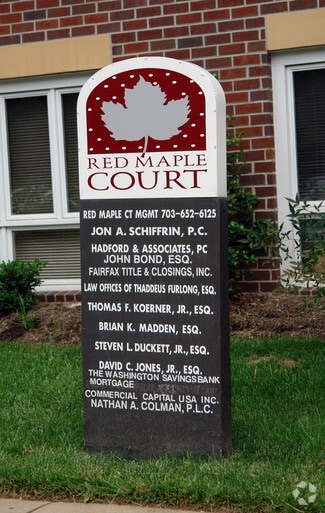 RED MAPLE
COURT
RED MAPLE CT MGMT 703-652-6125
JON A. SCHIFFRIN, P.C.
HADFORD & ASSOCIATES, PC
JOHN BOND, ESQ.
FAIRFAX TITLE & CLOSINGS, INC.
LAW OFFICES OF THADDEUS FURLONG, ESQ.
THOMAS F. KOERNER, JR., ESQ.
BRIAN K. MADDEN, ESQ.
STEVEN L. DUCKETT, JR., ESQ.
DAVID C. JONES, JR., ESQ.
THE WASHINGTON SAVINGSBANK
MORTGAGE
COMMERCIAL CAPITAL USA INC.
NATHAN A. COLMAN, P.L.C.